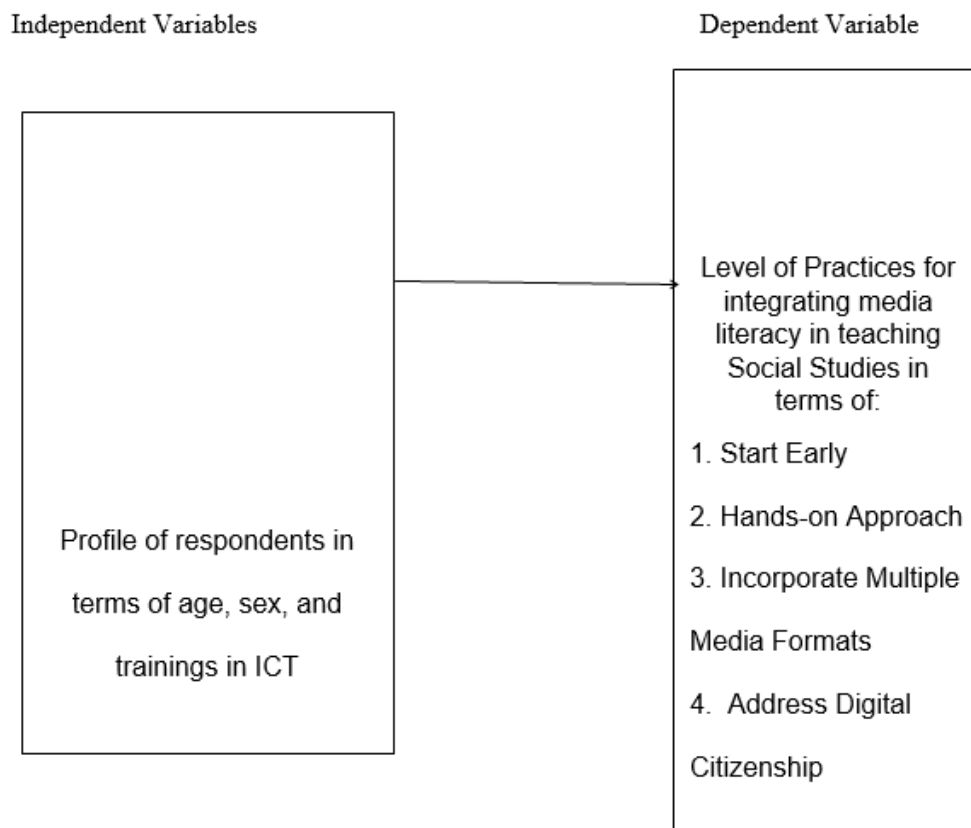 Independent Variables
Dependent Variable
Profile of respondents in
terms of age, sex, and
trainings in ICT
Level of Practices for
integrating media
literacy in teaching
Social Studies in
terms of:
1. Start Early
2. Hands-on Approach
3. Incorporate Multiple
Media Formats
4.  Address Digital
Citizenship